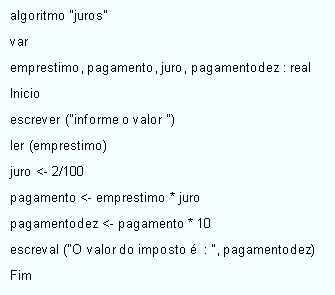 algoritmo "juros"
var
emprestimo, pagamento, juro, pagamentodez : real
Inicio
escrever ("informe o valor ")
ler (emprestimo)
juro <- 2/100
pagamento <- emprestimo * juro
pagamentodez <- pagamento * 10
escreval ("O valor do imposto é  : ", pagamentodez)
Fim